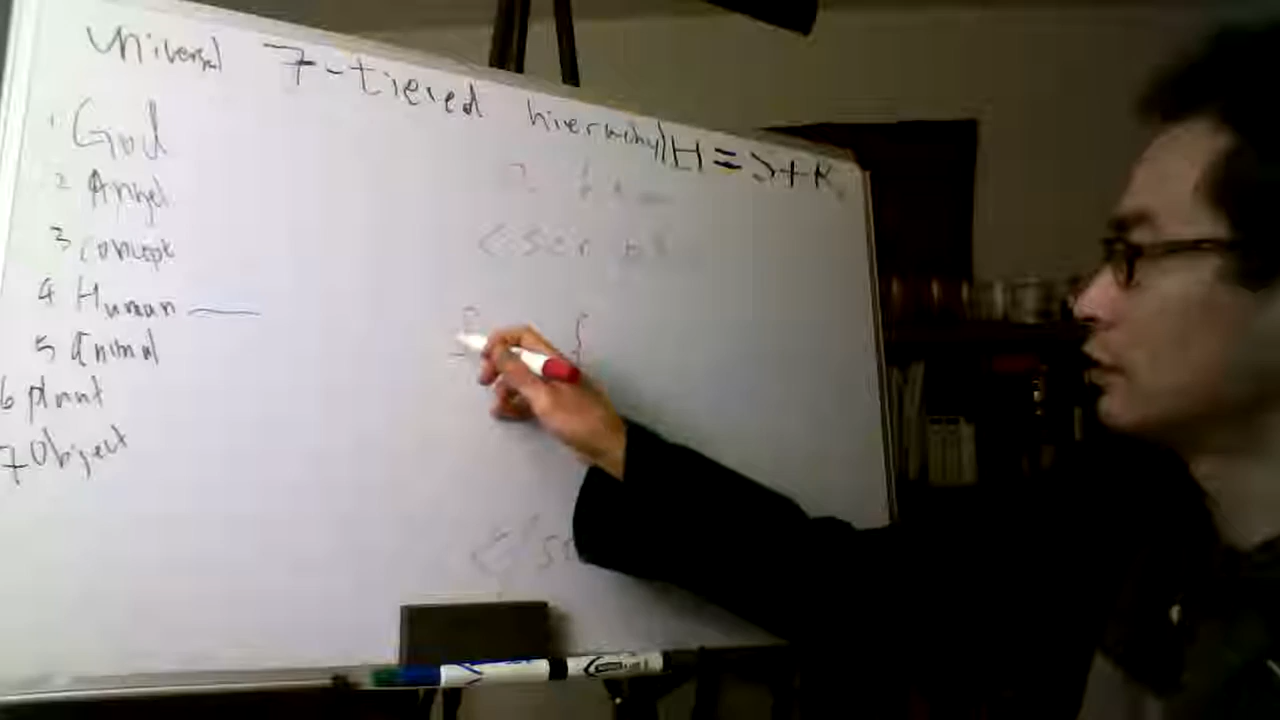 Universal 7-tiered hierarchy) H = S + K
1 God
2 Angel
3 concept
4 Human
5 Animal
6 plant
7 Object